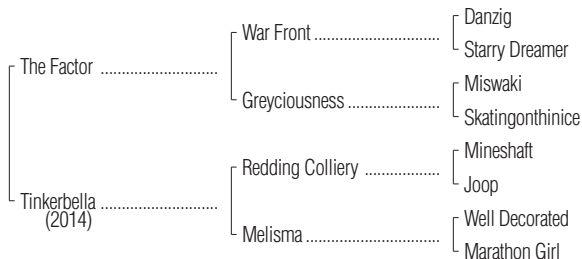 Danzig
War Front
Starry Dreamer
The Factor
Miswaki
Greyciousness
Skatingonthinice
Mineshaft
Redding Colliery
Joop
Tinkerbella
(2014)
Well Decorated
Melisma
Marathon Girl